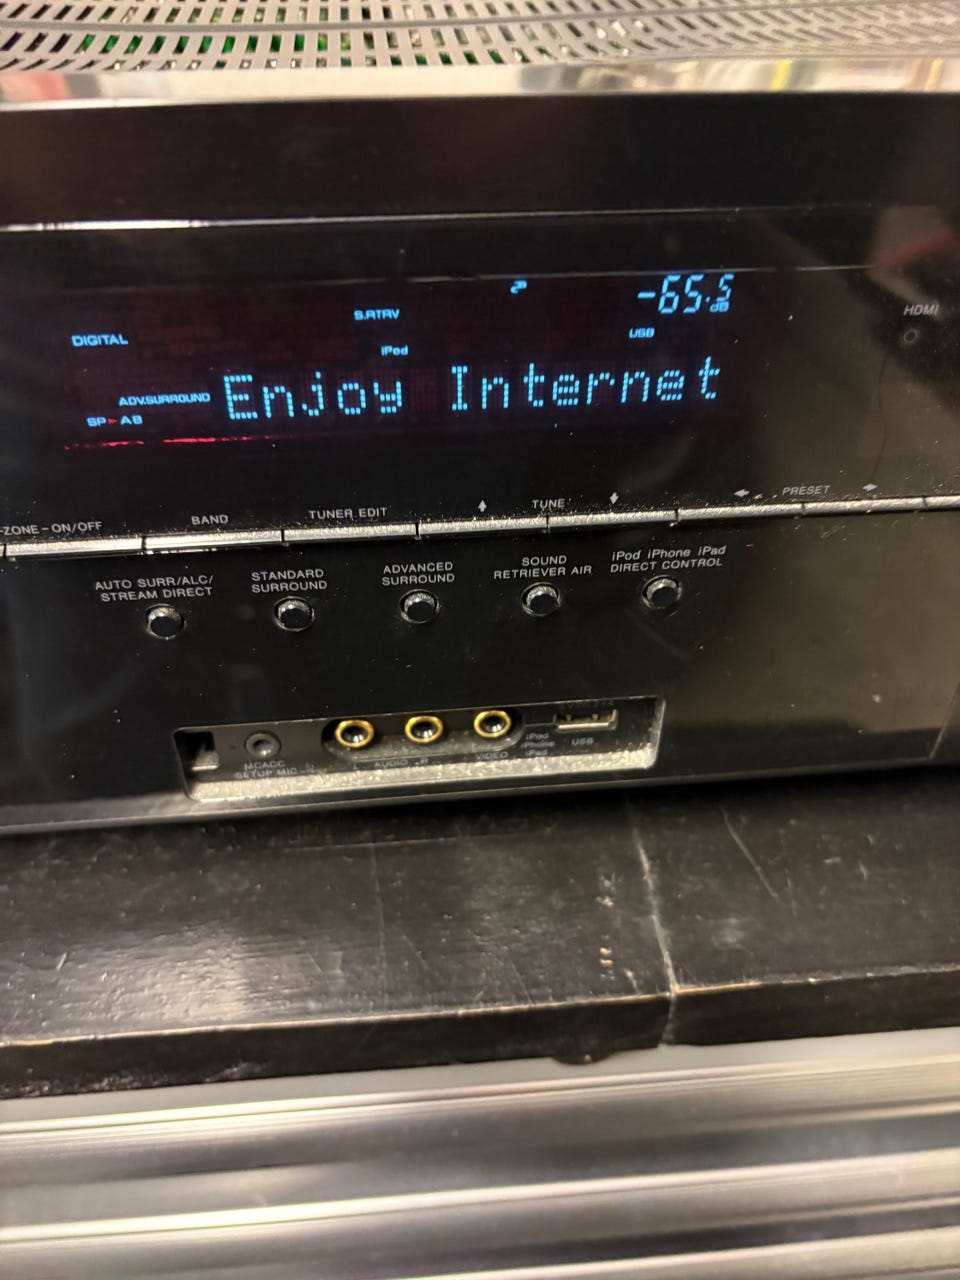 -65.5
dB
S.RTRV
DIGITAL
USB
iPod
ADV.SURROUND
SP►AB
Enjoy Internet
HDMI
-ZONE-ON/OFF
BAND
TUNER EDIT
TUNE
PRESET
AUTO SURR/ALC/
STREAM DIRECT
STANDARD
SURROUND
ADVANCED
SURROUND
SOUND
RETRIEVER AIR
iPod iPhone iPad
DIRECT CONTROL
MCACC
SETUP MIC
L AUDIO R
VIDEO
iPod
iPhone
iPad
USB